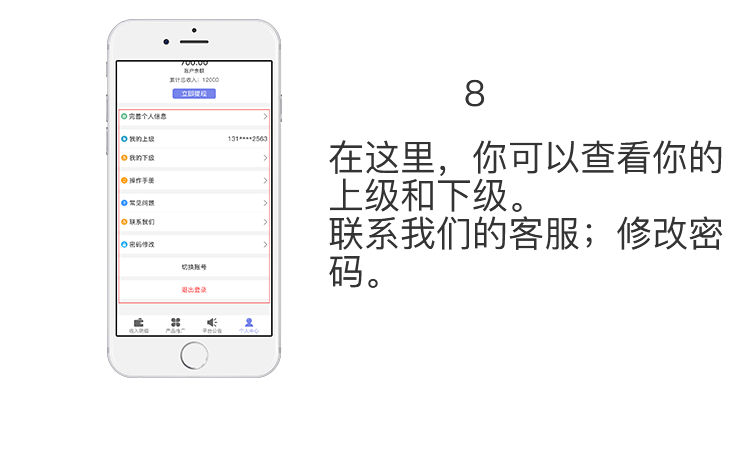 700.00
账户余额
累计总收入：12000
立即提现
完善个人信息
我的上级 131****2563
我的下级
操作手册
常见问题
联系我们
密码修改
切换账号
退出登录
收入明细 产品推广 平台公告 个人中心
8
在这里，你可以查看你的
上级和下级。
联系我们的客服；修改密
码。